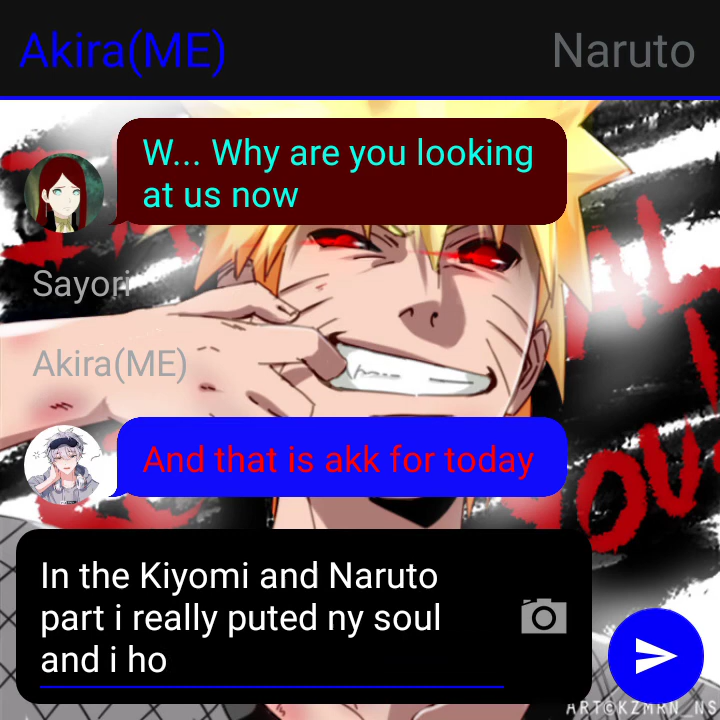 Akira(ME)
Naruto
W... Why are you looking
at us now
Sayori
Akira(ME)
And that is akk for today
In the Kiyomi and Naruto
part i really puted ny soul
and i ho
OU
ART©KZMRN_NS